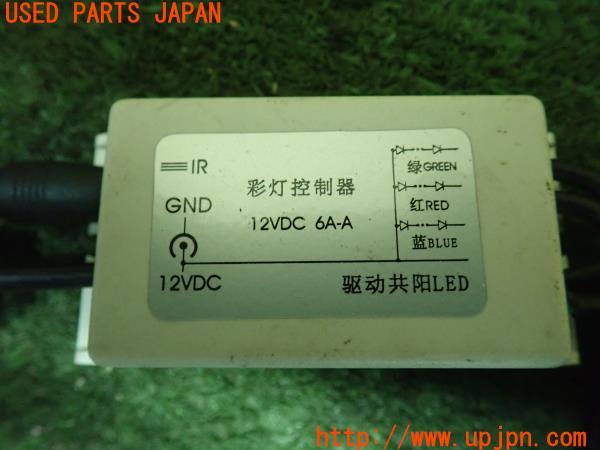 USED PARTS JAPAN
IR
GND
12VDC
彩灯控制器
12VDC 6A-A
绿GREEN
红RED
蓝BLUE
驱动共阳LED
http://www.upjpn.com/